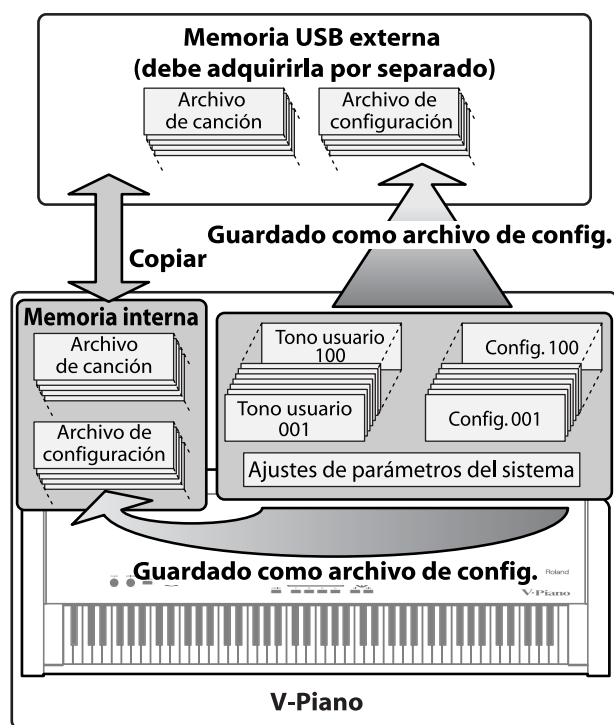 Memoria USB externa
(debe adquirirla por separado)
Archivo
de canción
Archivo de
configuración
Guardado como archivo de config.
Copiar
Memoria interna
Archivo
de canción
Archivo de
configuración
Tono usuario
100
Tono usuario
001
Config. 100
Config. 001
Ajustes de parámetros del sistema
Guardado como archivo de config.
Roland
V-Piano
V-Piano